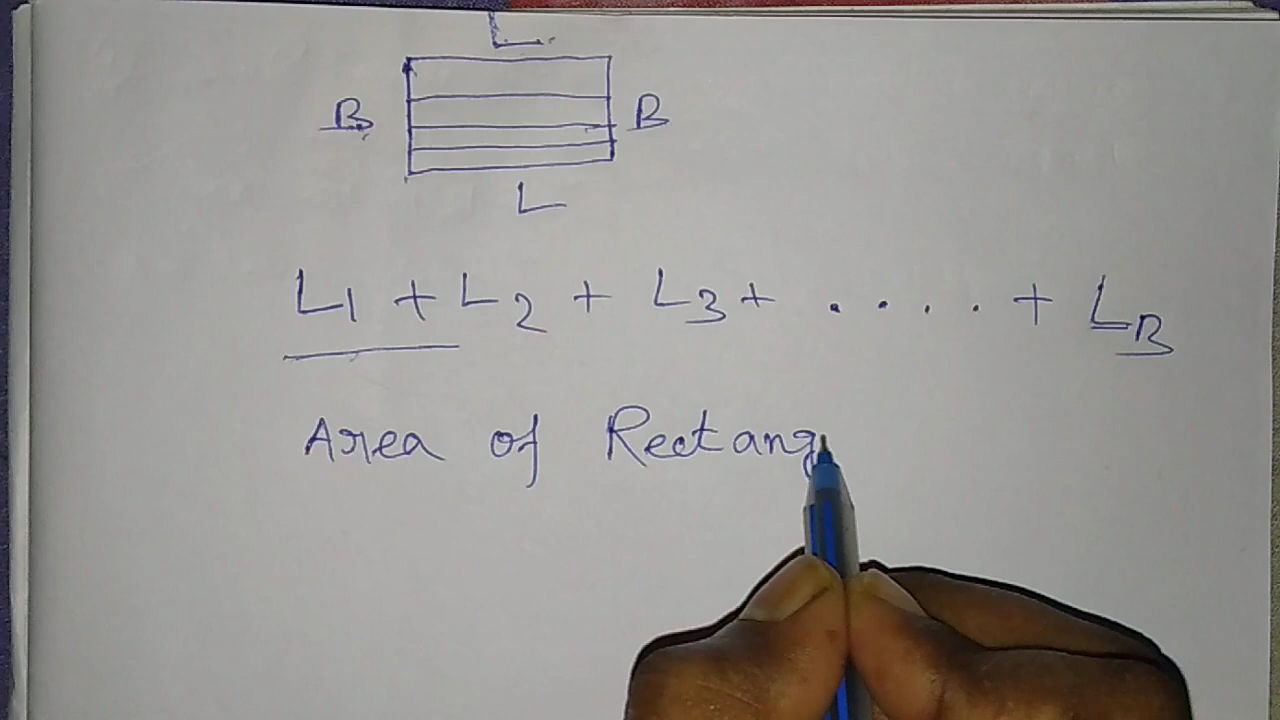 L
B B
L
L1 + L2 + L3 + ..... + LB
Area of Rectang